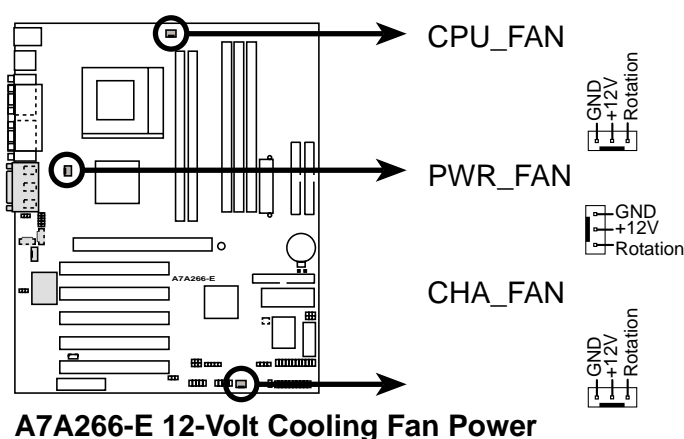 CPU_FAN
GND
+12V
Rotation
PWR_FAN
GND
+12V
Rotation
A7A266-E
CHA_FAN
GND
+12V
Rotation
A7A266-E 12-Volt Cooling Fan Power